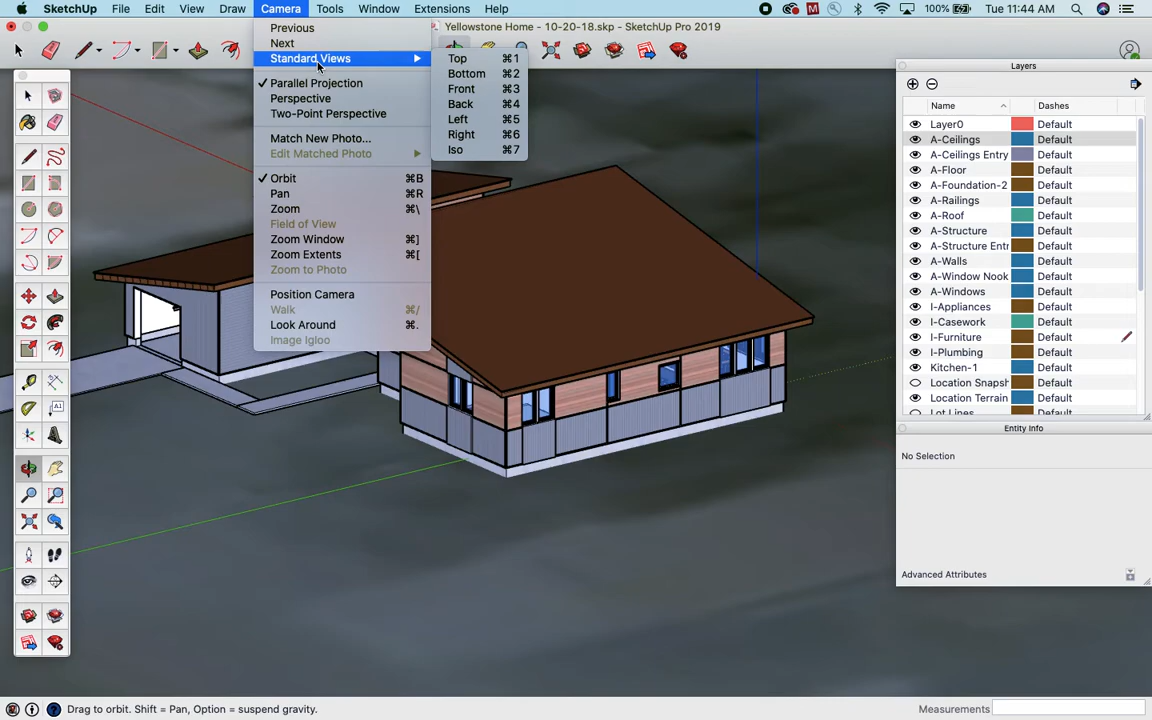 SketchUp File Edit View Draw Camera Tools Window Extensions Help 100% Tue 11:44 AM
Yellowstone Home - 10-20-18.skp - SketchUp Pro 2019
Previous
Next
Standard Views
Parallel Projection
Perspective
Two-Point Perspective
Match New Photo...
Edit Matched Photo
Orbit ⌘B
Pan ⌘R
Zoom ⌘\
Field of View
Zoom Window ⌘]
Zoom Extents ⌘[
Zoom to Photo
Position Camera
Walk ⌘/
Look Around ⌘.
Image Igloo
Top ⌘1
Bottom ⌘2
Front ⌘3
Back ⌘4
Left ⌘5
Right ⌘6
Iso ⌘7
A1
Layers
Name Dashes
Layer0 Default
A-Ceilings Default
A-Ceilings Entry Default
A-Floor Default
A-Foundation-2 Default
A-Railings Default
A-Roof Default
A-Structure Default
A-Structure Entr Default
A-Walls Default
A-Window Nook Default
A-Windows Default
I-Appliances Default
I-Casework Default
I-Furniture Default
I-Plumbing Default
Kitchen-1 Default
Location Snapsh Default
Location Terrain Default
Lot Lines Default
Entity Info
No Selection
Advanced Attributes
Drag to orbit. Shift = Pan, Option = suspend gravity.
Measurements